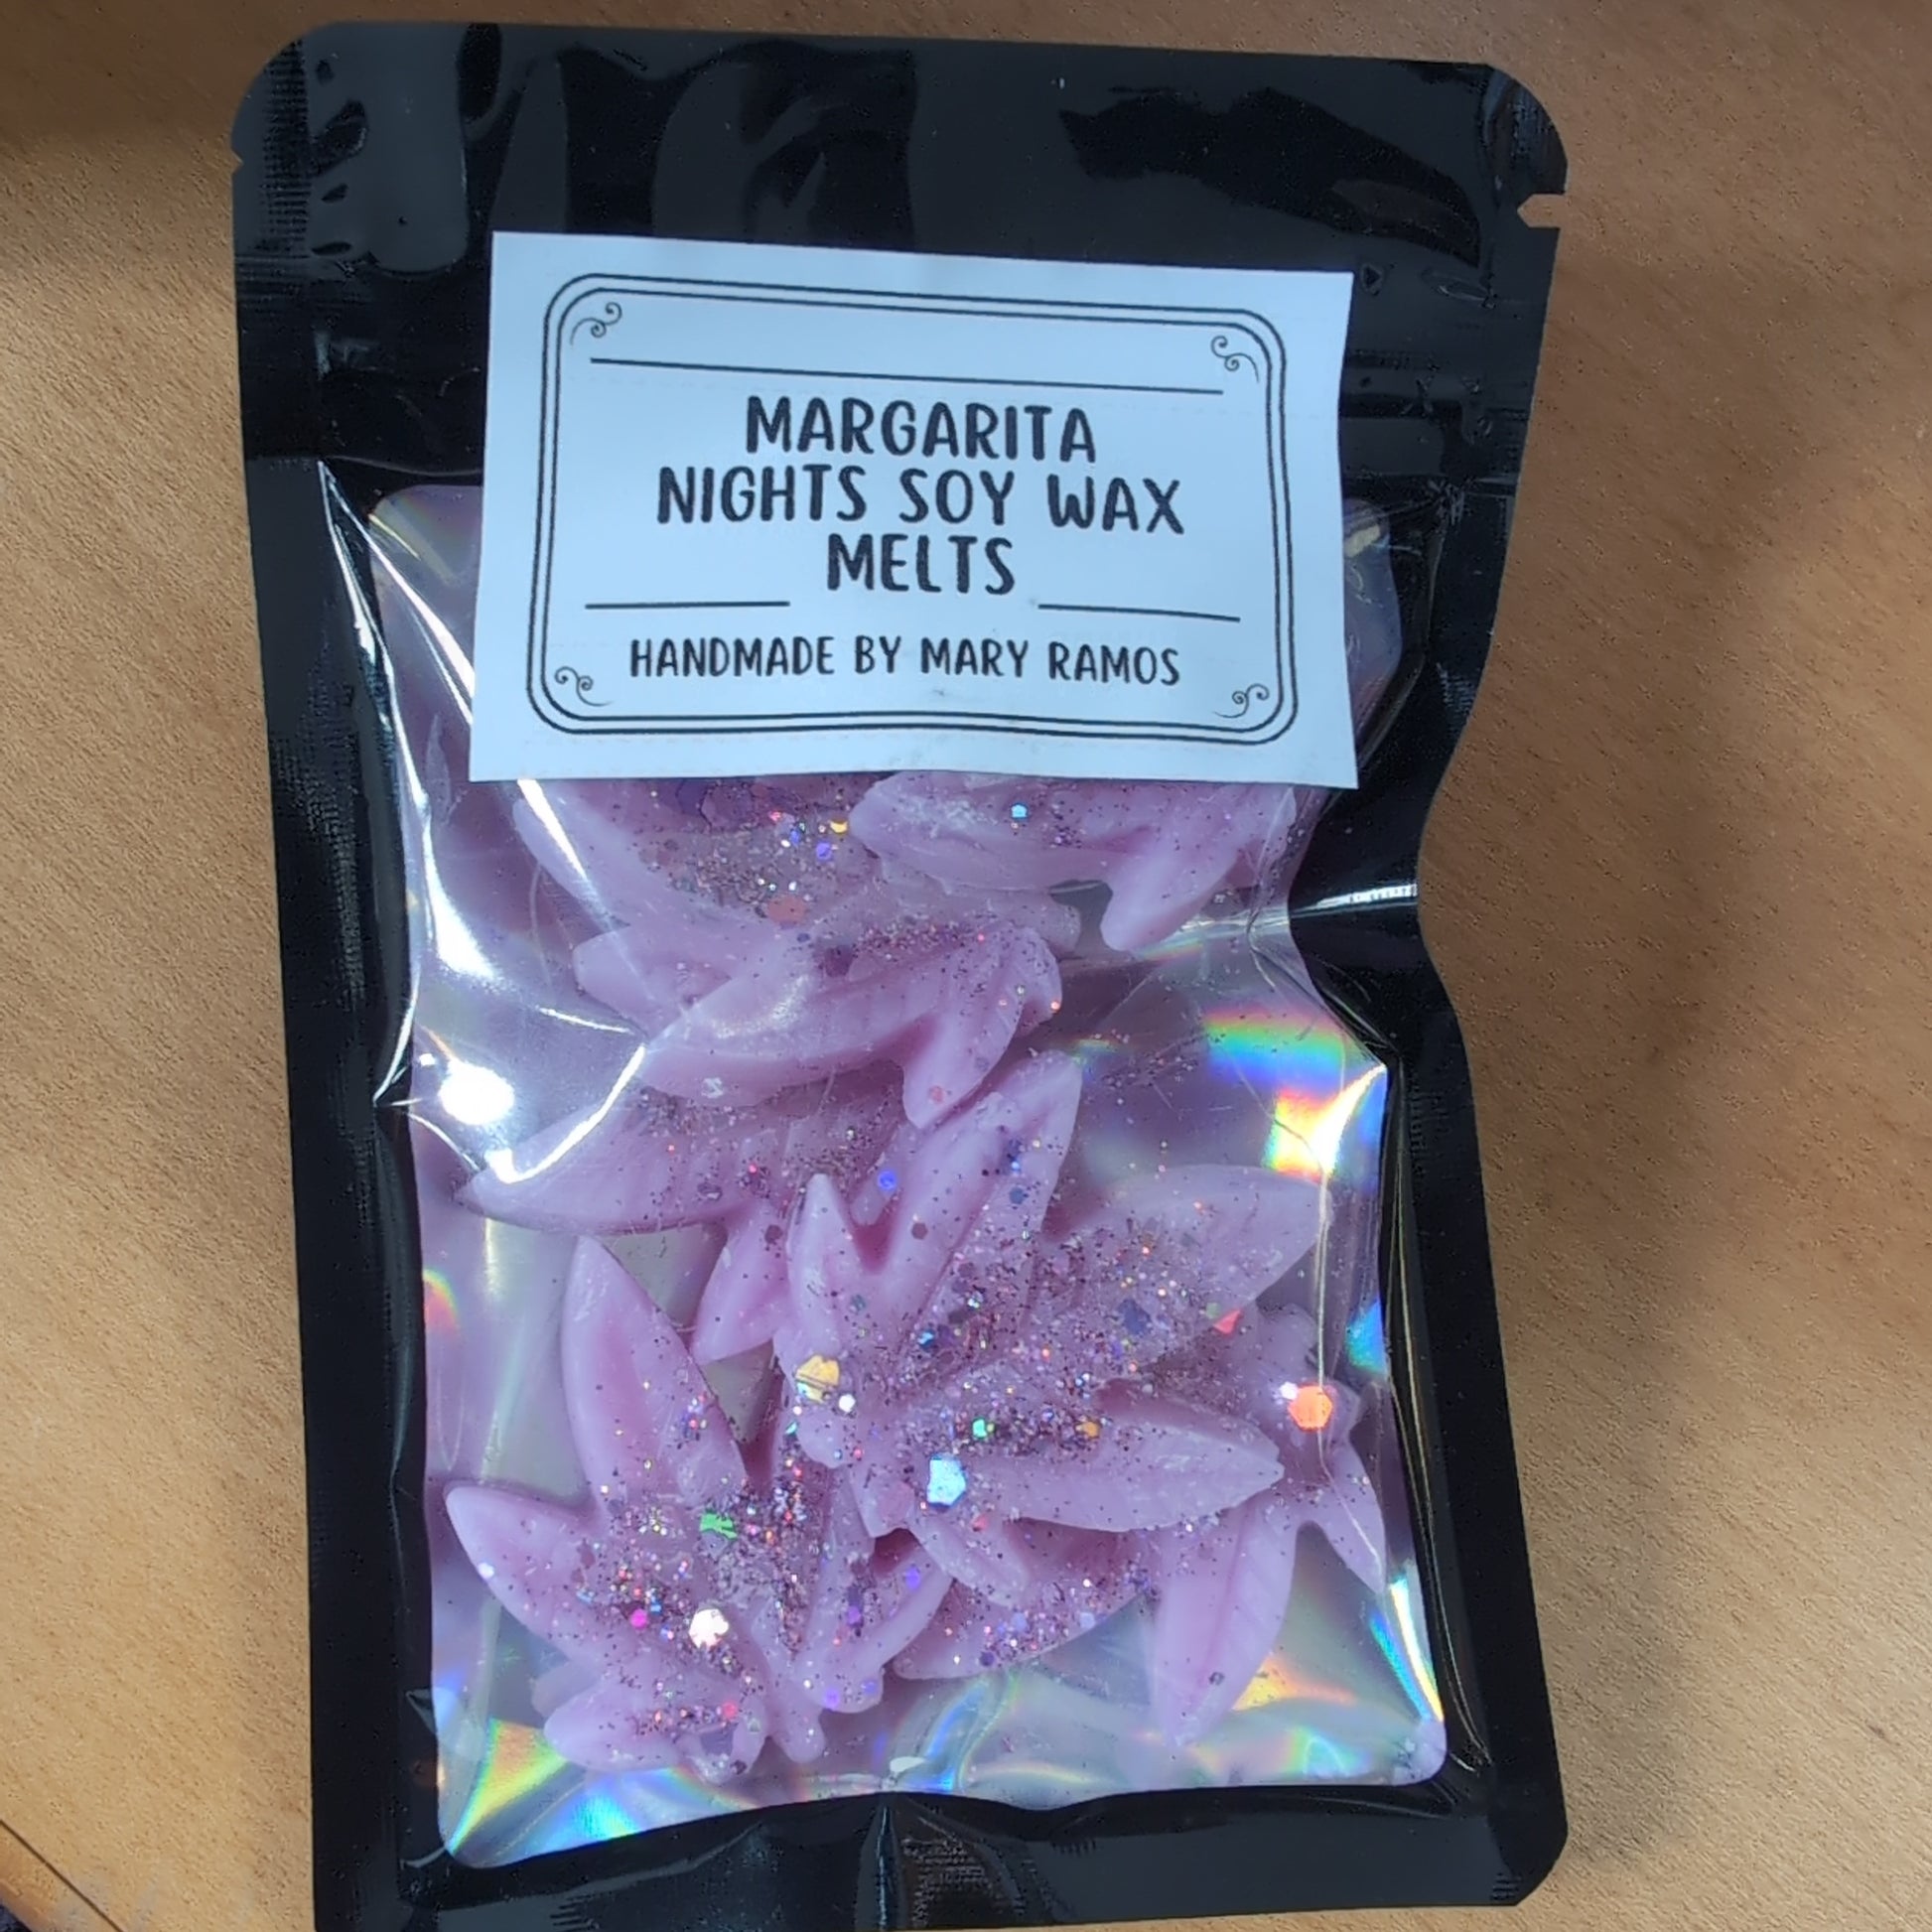 MARGARITA
NIGHTS SOY WAX
MELTS
HANDMADE BY MARY RAMOS